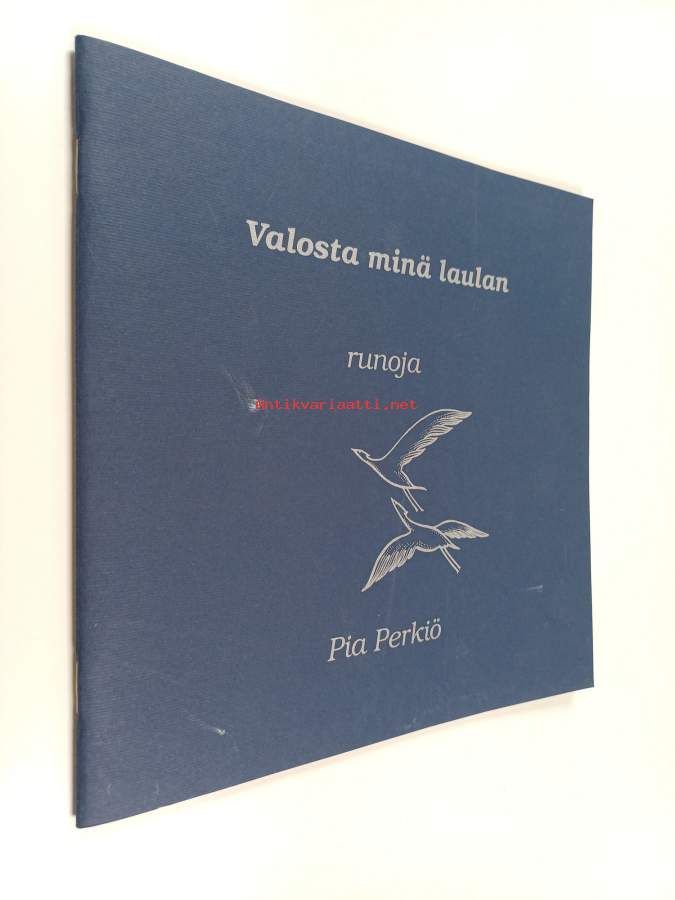 Valosta minä laulan
runoja
Antikvariaatti.net
Pia Perkiö